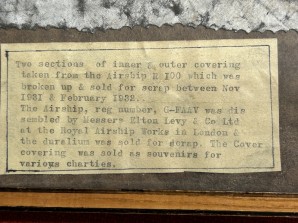 Two sections of inner & outer covering
taken from the Airship R 100 which was
broken up & sold for scrap between Nov
1931 & February 1932.
The Airship, reg number, G-FAAV was dis
sembled by Messers Elton Levy & Co Ltd
at the Royal Airship Works in London &
the duralium was sold for scrap. The Cover
covering was sold as souvenirs for
various charties.